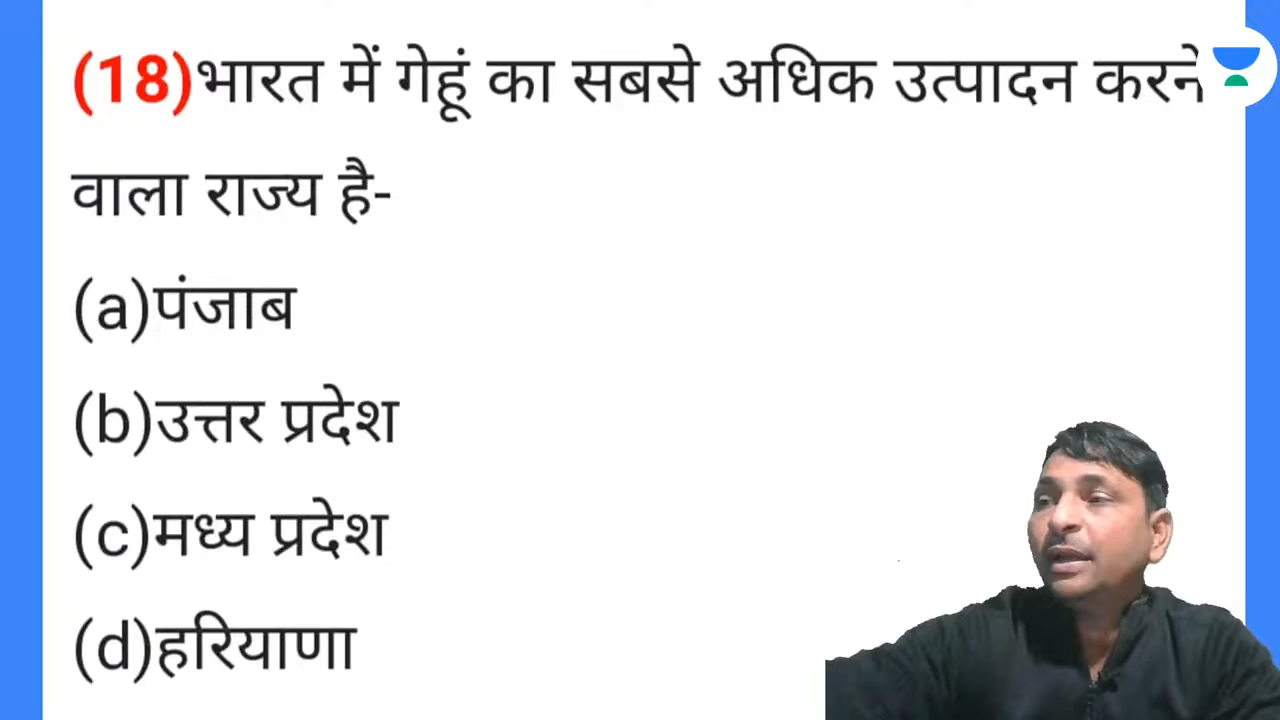 (18)भारत में गेहूं का सबसे अधिक उत्पादन करने
वाला राज्य है-
(a)पंजाब
(b)उत्तर प्रदेश
(c)मध्य प्रदेश
(d)हरियाणा